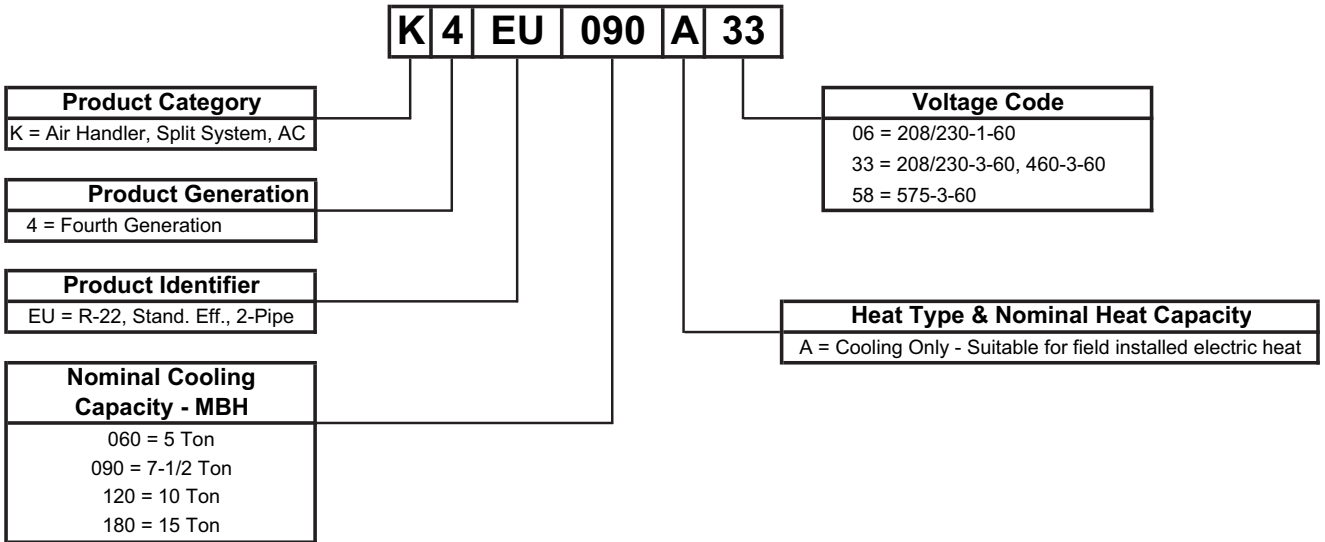 K 4 EU 090 A 33
Product Category
K = Air Handler, Split System, AC
Product Generation
4 = Fourth Generation
Product Identifier
EU = R-22, Stand. Eff., 2-Pipe
Nominal Cooling
Capacity - MBH
060 = 5 Ton
090 = 7-1/2 Ton
120 = 10 Ton
180 = 15 Ton
Voltage Code
06 = 208/230-1-60
33 = 208/230-3-60, 460-3-60
58 = 575-3-60
Heat Type & Nominal Heat Capacity
A = Cooling Only - Suitable for field installed electric heat